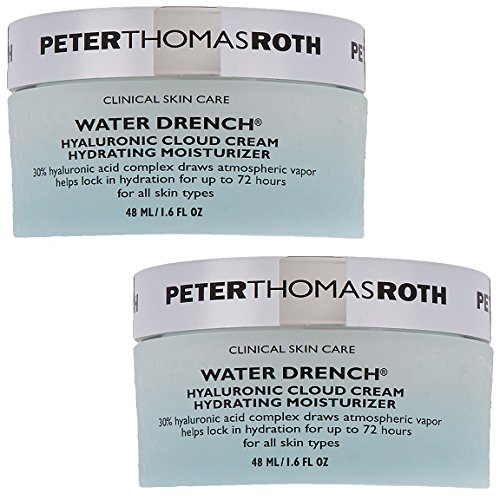 PETERTHOMASROTH
CLINICAL SKIN CARE
WATER DRENCH®
HYALURONIC CLOUD CREAM
HYDRATING MOISTURIZER
30% hyaluronic acid complex draws atmospheric vapor
helps lock in hydration for up to 72 hours
for all skin types
48 ML/1.6 FL OZ
PETERTHOMASROTH
CLINICAL SKIN CARE
WATER DRENCH®
HYALURONIC CLOUD CREAM
HYDRATING MOISTURIZER
30% hyaluronic acid complex draws atmospheric vapor
helps lock in hydration for up to 72 hours
for all skin types
48 ML/1.6 FL OZ